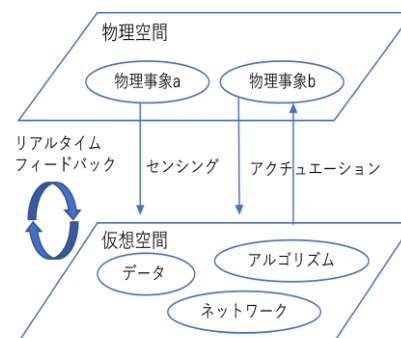 物理空間
物理事象a
物理事象b
リアルタイム
フィードバック
センシング
アクチュエーション
仮想空間
データ
アルゴリズム
ネットワーク